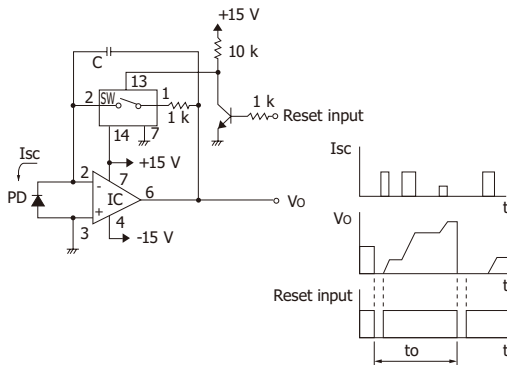 +15 V
10 k
C
13
2
SW
1
1 k
1 k
Reset input
14
7
Isc
+15 V
2
7
-
6
PD
IC
Vo
+
3
4
-15 V
Isc
t
Vo
t
Reset input
t
to